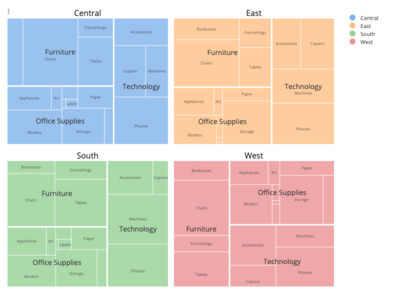 Central
Furnishings
Accessories
Furniture
Chairs
Tables
Copiers
Machines
Technology
Appliances
Art
Paper
Labels
Office Supplies
Binders
Storage
Phones
East
Bookcases
Furnishings
Accessories
Copiers
Furniture
Chairs
Tables
Technology
Machines
Appliances
Art
Paper
Office Supplies
Binders
Storage
Phones
Central
East
South
West
South
Bookcases
Furnishings
Accessories
Copiers
Furniture
Chairs
Tables
Machines
Technology
Appliances
Art
Labels
Paper
Office Supplies
Binders
Storage
Phones
West
Bookcases
Appliances
Art
Paper
Office Supplies
Chairs
Binders
Storage
Furniture
Furnishings
Accessories
Machines
Technology
Tables
Copiers
Phones